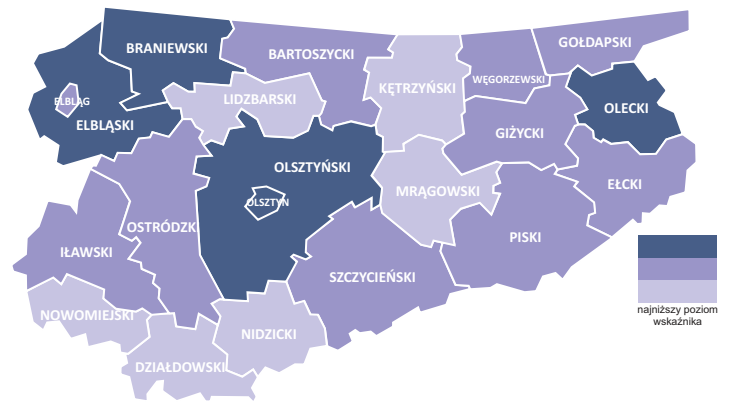 BRANIEWSKI
BARTOSZYCKI
GOŁDAPSKI
WĘGORZEWSKI
KĘTRZYŃSKI
ELBLĄG
LIDZBARSKI
OLECKI
ELBLĄSKI
GIŻYCKI
OLSZTYŃSKI
EŁCKI
MRĄGOWSKI
OLSZTYN
OSTRÓDZKI
PISKI
IŁAWSKI
SZCZYCIEŃSKI
NOWOMIEJSKI
NIDZICKI
DZIAŁDOWSKI
najniższy poziom
wskaźnika